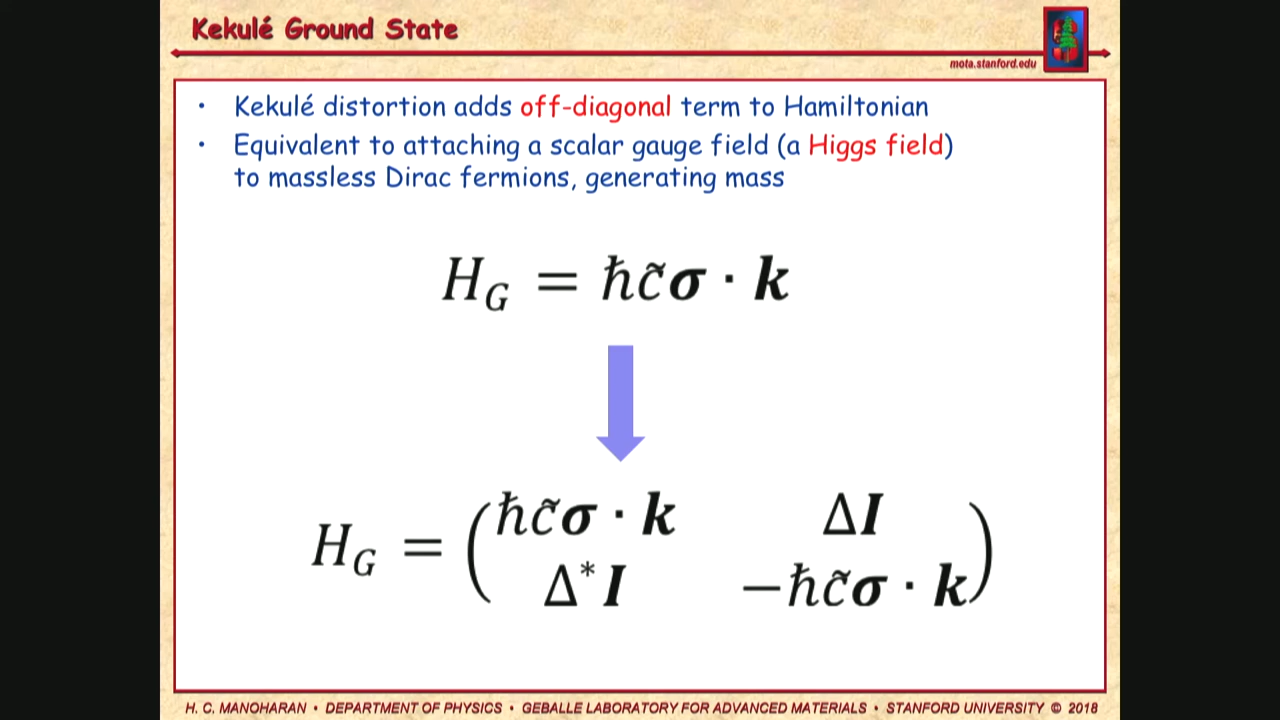 Kekulé Ground State
mota.stanford.edu
• Kekulé distortion adds off-diagonal term to Hamiltonian
• Equivalent to attaching a scalar gauge field (a Higgs field)
to massless Dirac fermions, generating mass
H_G = ℏc̃σ · k
H_G = (ℏc̃σ · k ΔI
Δ*I −ℏc̃σ · k)
H. C. MANOHARAN • DEPARTMENT OF PHYSICS • GEBALLE LABORATORY FOR ADVANCED MATERIALS • STANFORD UNIVERSITY © 2018